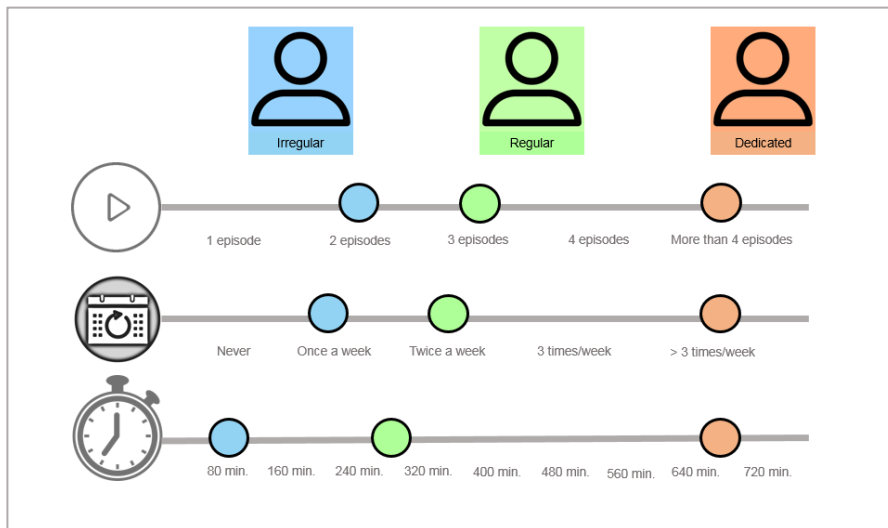 Irregular
Regular
Dedicated
1 episode 2 episodes 3 episodes 4 episodes More than 4 episodes
Never Once a week Twice a week 3 times/week > 3 times/week
80 min. 160 min. 240 min. 320 min. 400 min. 480 min. 560 min. 640 min. 720 min.